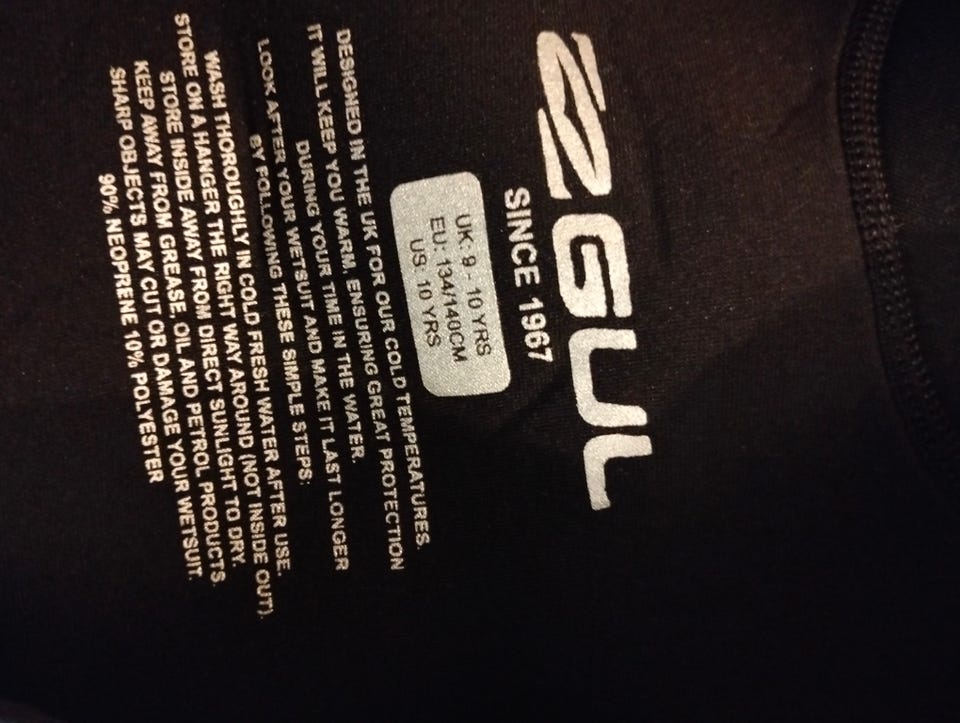 GUL
SINCE 1967
UK: 9 - 10 YRS
EU: 134/140CM
US: 10 YRS
DESIGNED IN THE UK FOR OUR COLD TEMPERATURES.
IT WILL KEEP YOU WARM, ENSURING GREAT PROTECTION
DURING YOUR TIME IN THE WATER.
LOOK AFTER YOUR WETSUIT AND MAKE IT LAST LONGER
BY FOLLOWING THESE SIMPLE STEPS:
WASH THOROUGHLY IN COLD FRESH WATER AFTER USE.
STORE ON A HANGER THE RIGHT WAY AROUND (NOT INSIDE OUT).
STORE INSIDE AWAY FROM DIRECT SUNLIGHT TO DRY.
KEEP AWAY FROM GREASE, OIL AND PETROL PRODUCTS.
SHARP OBJECTS MAY CUT OR DAMAGE YOUR WETSUIT.
90% NEOPRENE 10% POLYESTER